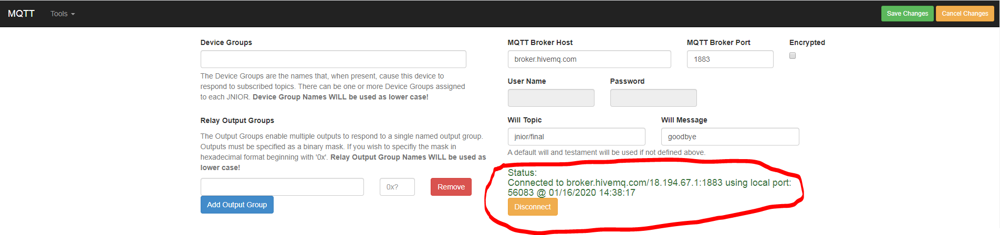 MQTT Tools Save Changes Cancel Changes
Device Groups
The Device Groups are the names that, when present, cause this device to
respond to subscribed topics. There can be one or more Device Groups assigned
to each JNIOR. Device Group Names WILL be used as lower case!
Relay Output Groups
The Output Groups enable multiple outputs to respond to a single named output group.
Outputs must be specified as a binary mask. If you wish to specifiy the mask in
hexadecimal format beginning with '0x'. Relay Output Group Names WILL be used as
lower case!
0x? Remove
Add Output Group
MQTT Broker Host MQTT Broker Port Encrypted
broker.hivemq.com 1883
User Name Password
Will Topic Will Message
jnior/final goodbye
A default will and testament will be used if not defined above.
Status:
Connected to broker.hivemq.com/18.194.67.1:1883 using local port:
56083 @ 01/16/2020 14:38:17
Disconnect